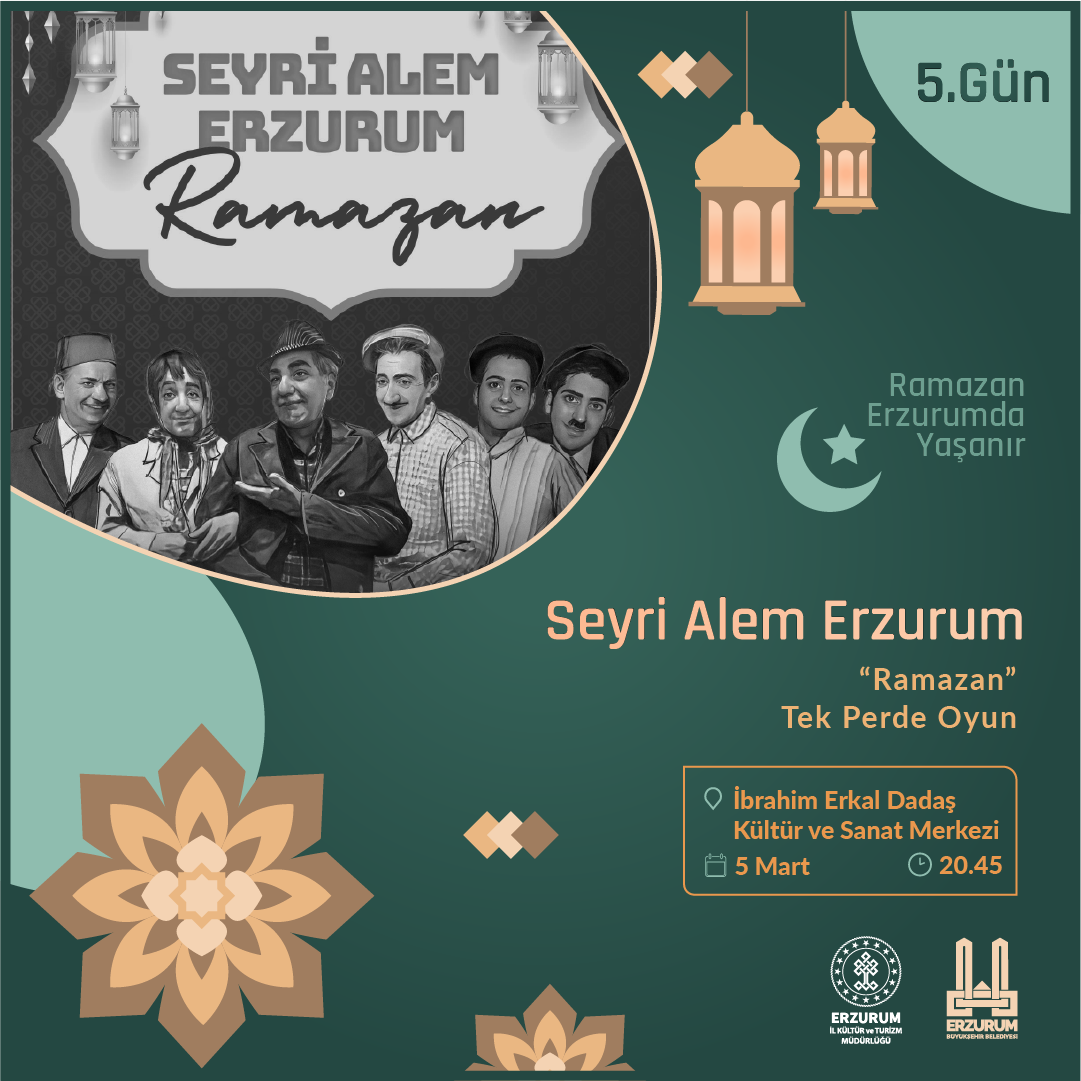 SEYRİ ALEM
ERZURUM
Ramazan
5.Gün
Ramazan
Erzurumda
Yaşanır
Seyri Alem Erzurum
“Ramazan”
Tek Perde Oyun
İbrahim Erkal Dadaş
Kültür ve Sanat Merkezi
5 Mart
20.45
ERZURUM
İL KÜLTÜR ve TURİZM
MÜDÜRLÜĞÜ
ERZURUM
BÜYÜKŞEHİR BELEDİYESİ